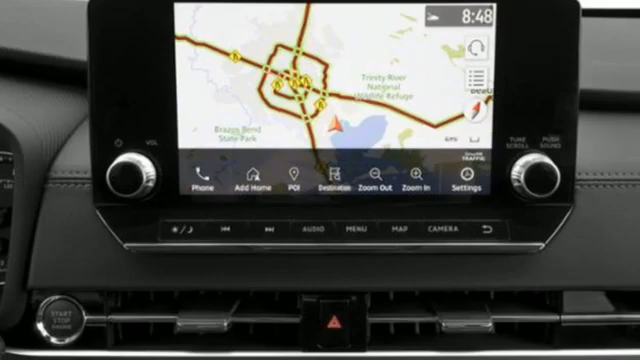 8:48
Trinity River
National
Wildlife Refuge
Brazos Bend
State Park
GPS
TRAFFIC
VOL
TUNE
SCROLL
PUSH
SOUND
Phone
Add Home
POI
Destination
Zoom Out
Zoom In
Settings
AUDIO
MENU
MAP
CAMERA
START
STOP
ENGINE